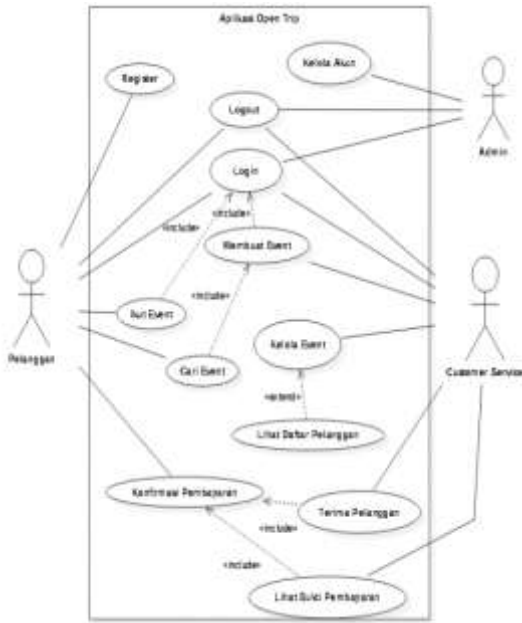 Aplikasi Open Trip
Register
Kelola Akun
Logout
Admin
Login
<include>
<include>
Membuat Event
<include>
Pelanggan
Ikuti Event
Cari Event
Kelola Event
Customer Service
<extend>
Lihat Daftar Pelanggan
Konfirmasi Pembayaran
Terima Pelanggan
<include>
<include>
Lihat Bukti Pembayaran